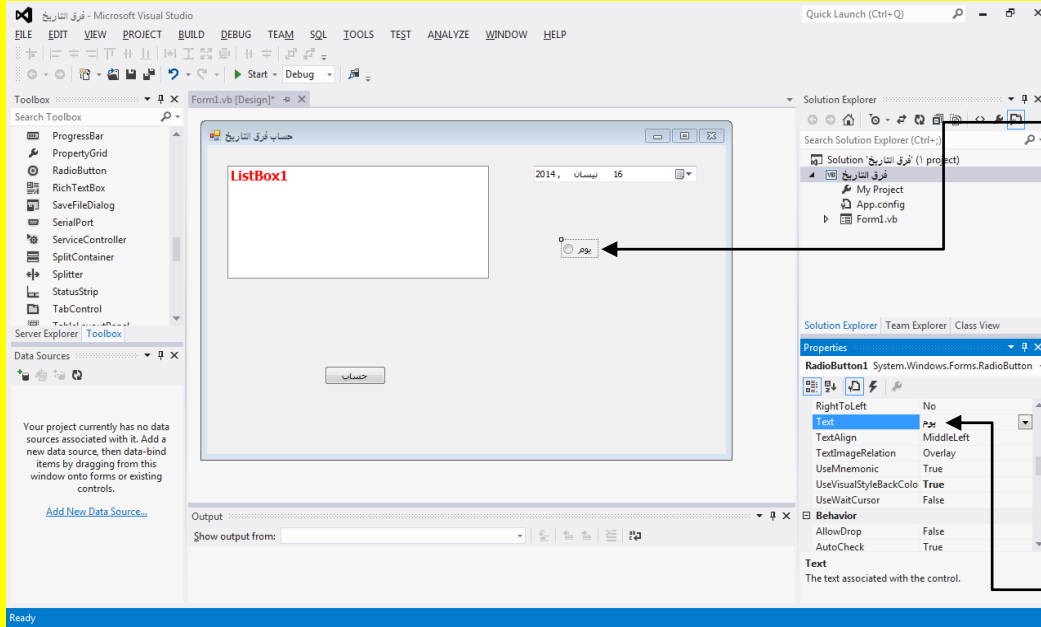 فرق التاريخ - Microsoft Visual Studio
Quick Launch (Ctrl+Q)
FILE EDIT VIEW PROJECT BUILD DEBUG TEAM SQL TOOLS TEST ANALYZE WINDOW HELP
Start - Debug
Toolbox
Search Toolbox
ProgressBar
PropertyGrid
RadioButton
RichTextBox
SaveFileDialog
SerialPort
ServiceController
SplitContainer
Splitter
StatusStrip
TabControl
TableLayoutPanel
Server Explorer Toolbox
Data Sources
Your project currently has no data
sources associated with it. Add a
new data source, then data-bind
items by dragging from this
window onto forms or existing
controls.
Add New Data Source...
Form1.vb [Design]*
حساب فرق التاريخ
ListBox1
16 نيسان , 2014
يوم
حساب
Output
Show output from:
Solution Explorer
Search Solution Explorer (Ctrl+;)
Solution 'فرق التاريخ' (١ project)
فرق التاريخ
My Project
App.config
Form1.vb
Solution Explorer Team Explorer Class View
Properties
RadioButton1 System.Windows.Forms.RadioButton
RightToLeft No
Text يوم
TextAlign MiddleLeft
TextImageRelation Overlay
UseMnemonic True
UseVisualStyleBackColo True
UseWaitCursor False
Behavior
AllowDrop False
AutoCheck True
Text
The text associated with the control.
Ready